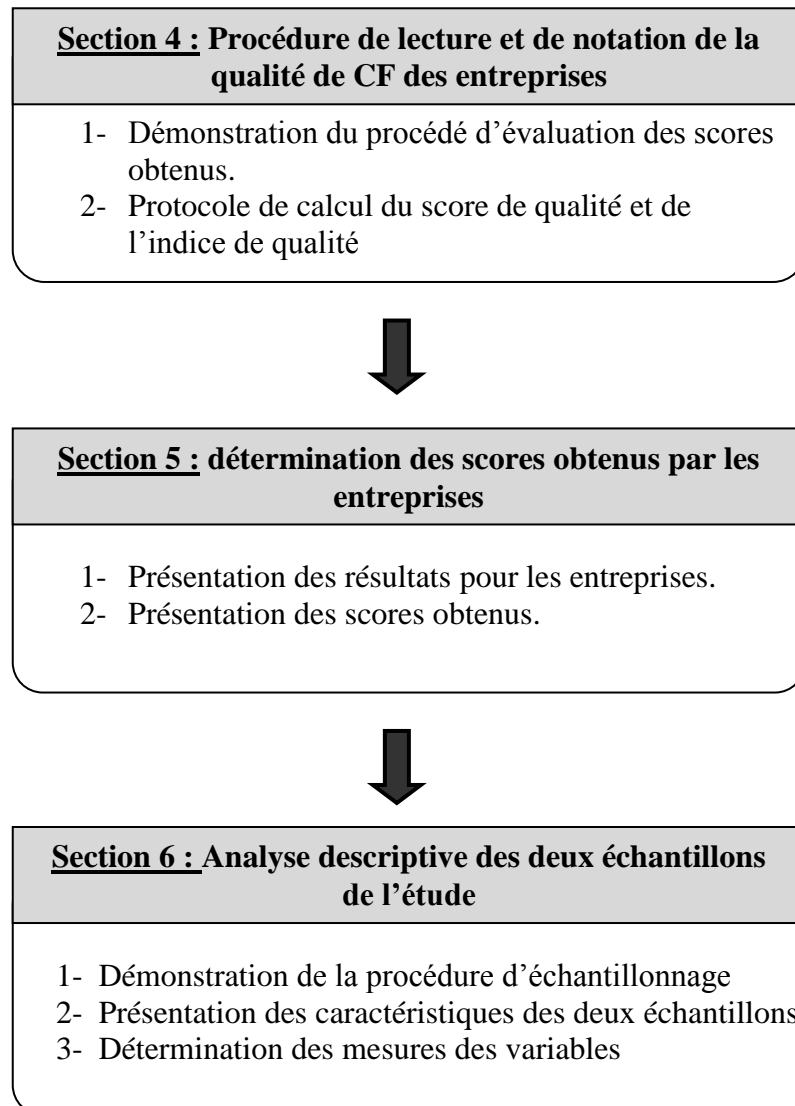 Section 4 : Procédure de lecture et de notation de la
qualité de CF des entreprises
1- Démonstration du procédé d’évaluation des scores
obtenus.
2- Protocole de calcul du score de qualité et de
l’indice de qualité
Section 5 : détermination des scores obtenus par les
entreprises
1- Présentation des résultats pour les entreprises.
2- Présentation des scores obtenus.
Section 6 : Analyse descriptive des deux échantillons
de l’étude
1- Démonstration de la procédure d’échantillonnage
2- Présentation des caractéristiques des deux échantillons
3- Détermination des mesures des variables